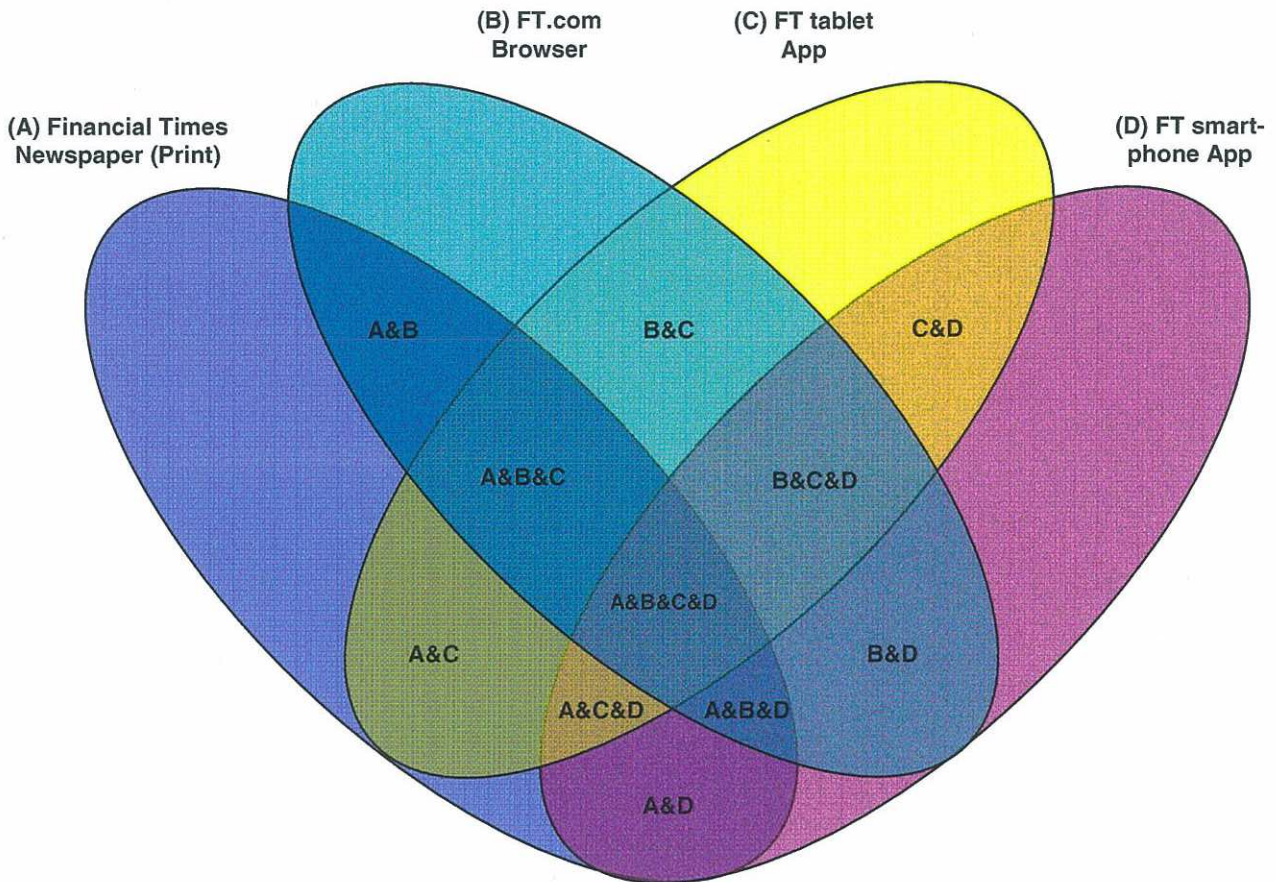 (B) FT.com
Browser
(C) FT tablet
App
(A) Financial Times
Newspaper (Print)
(D) FT smart-
phone App
A&B
B&C
C&D
A&B&C
B&C&D
A&B&C&D
A&C
B&D
A&C&D
A&B&D
A&D